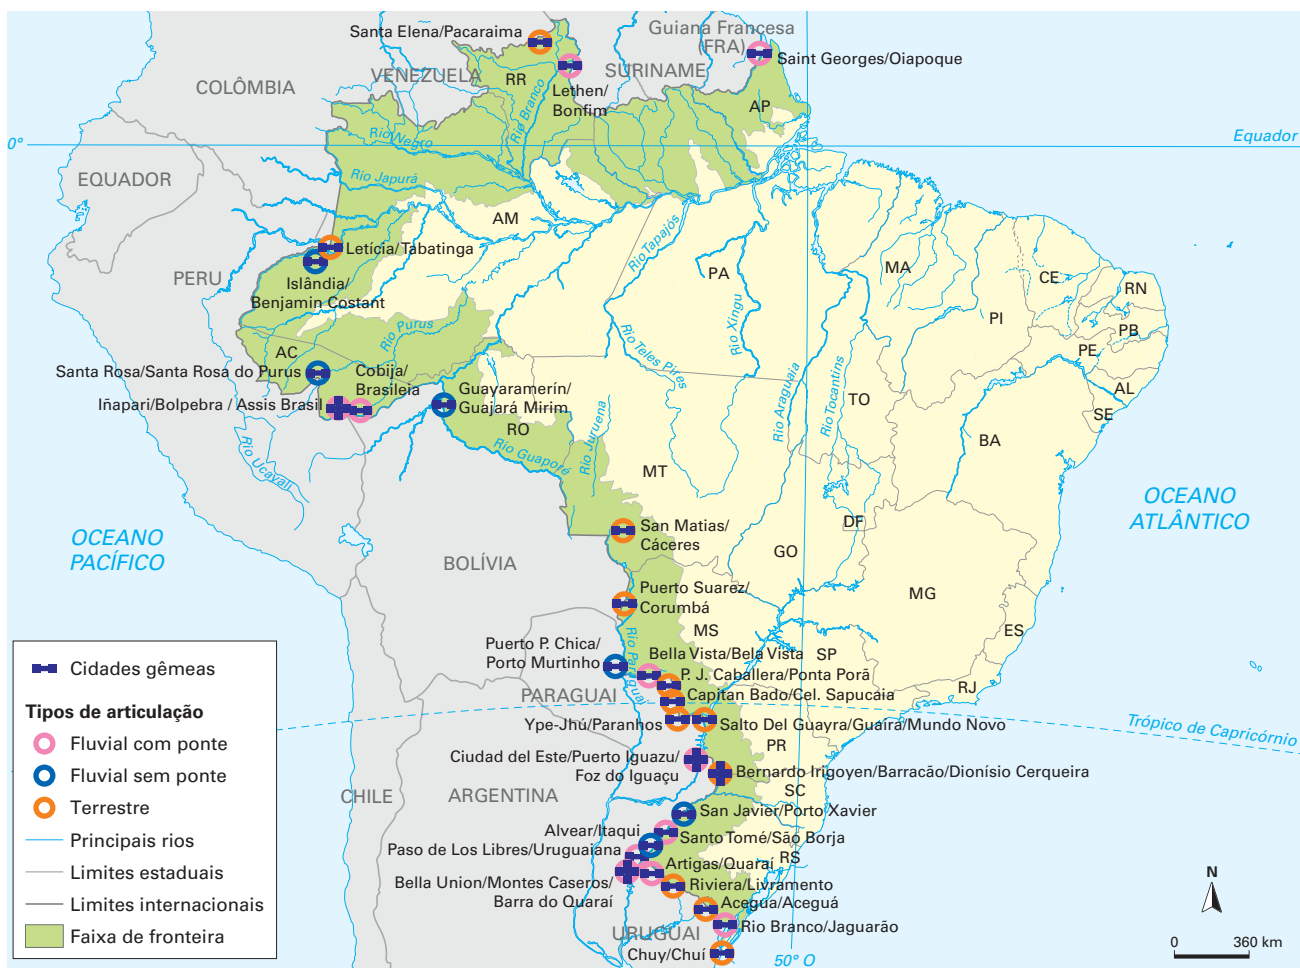 Santa Elena/Pacaraima
Guiana Francesa
(FRA)
Saint Georges/Oiapoque
VENEZUELA
SURINAME
COLÔMBIA
RR
Lethen/
Bonfim
AP
Rio Branco
Rio Negro
0°
Equador
EQUADOR
Rio Japurá
AM
Letícia/Tabatinga
Rio Tapajós
PERU
Islândia/
Benjamin Costant
PA
MA
CE
RN
Rio Xingu
PI
PB
Rio Purus
Rio Teles Pires
PE
AC
Santa Rosa/Santa Rosa do Purus
Cobija/
Brasileia
AL
Iñapari/Bolpebra / Assis Brasil
Guayaramerín/
Guajará Mirim
Rio Araguaia
Rio Tocantins
TO
SE
RO
Rio Juruena
BA
Rio Guaporé
Rio Ucayali
MT
OCEANO
ATLÂNTICO
San Matias/
Cáceres
DF
OCEANO
PACÍFICO
GO
BOLÍVIA
Puerto Suarez/
Corumbá
MG
MS
ES
Rio Paraguai
Puerto P. Chica/
Porto Murtinho
Bella Vista/Bela Vista
SP
P. J. Caballera/Ponta Porã
RJ
PARAGUAI
Capitan Bado/Cel. Sapucaia
Ype-Jhú/Paranhos
Salto Del Guayra/Guaíra/Mundo Novo
Trópico de Capricórnio
PR
Ciudad del Este/Puerto Iguazu/
Foz do Iguaçu
Bernardo Irigoyen/Barracão/Dionísio Cerqueira
CHILE
ARGENTINA
SC
San Javier/Porto Xavier
Alvear/Itaqui
Santo Tomé/São Borja
Paso de Los Libres/Uruguaiana
RS
Artigas/Quaraí
Bella Union/Montes Caseros/
Barra do Quaraí
Riviera/Livramento
Aceguá/Aceguá
Rio Branco/Jaguarão
URUGUAI
Chuy/Chuí
50° O
N
0 360 km
Cidades gêmeas
Tipos de articulação
Fluvial com ponte
Fluvial sem ponte
Terrestre
Principais rios
Limites estaduais
Limites internacionais
Faixa de fronteira